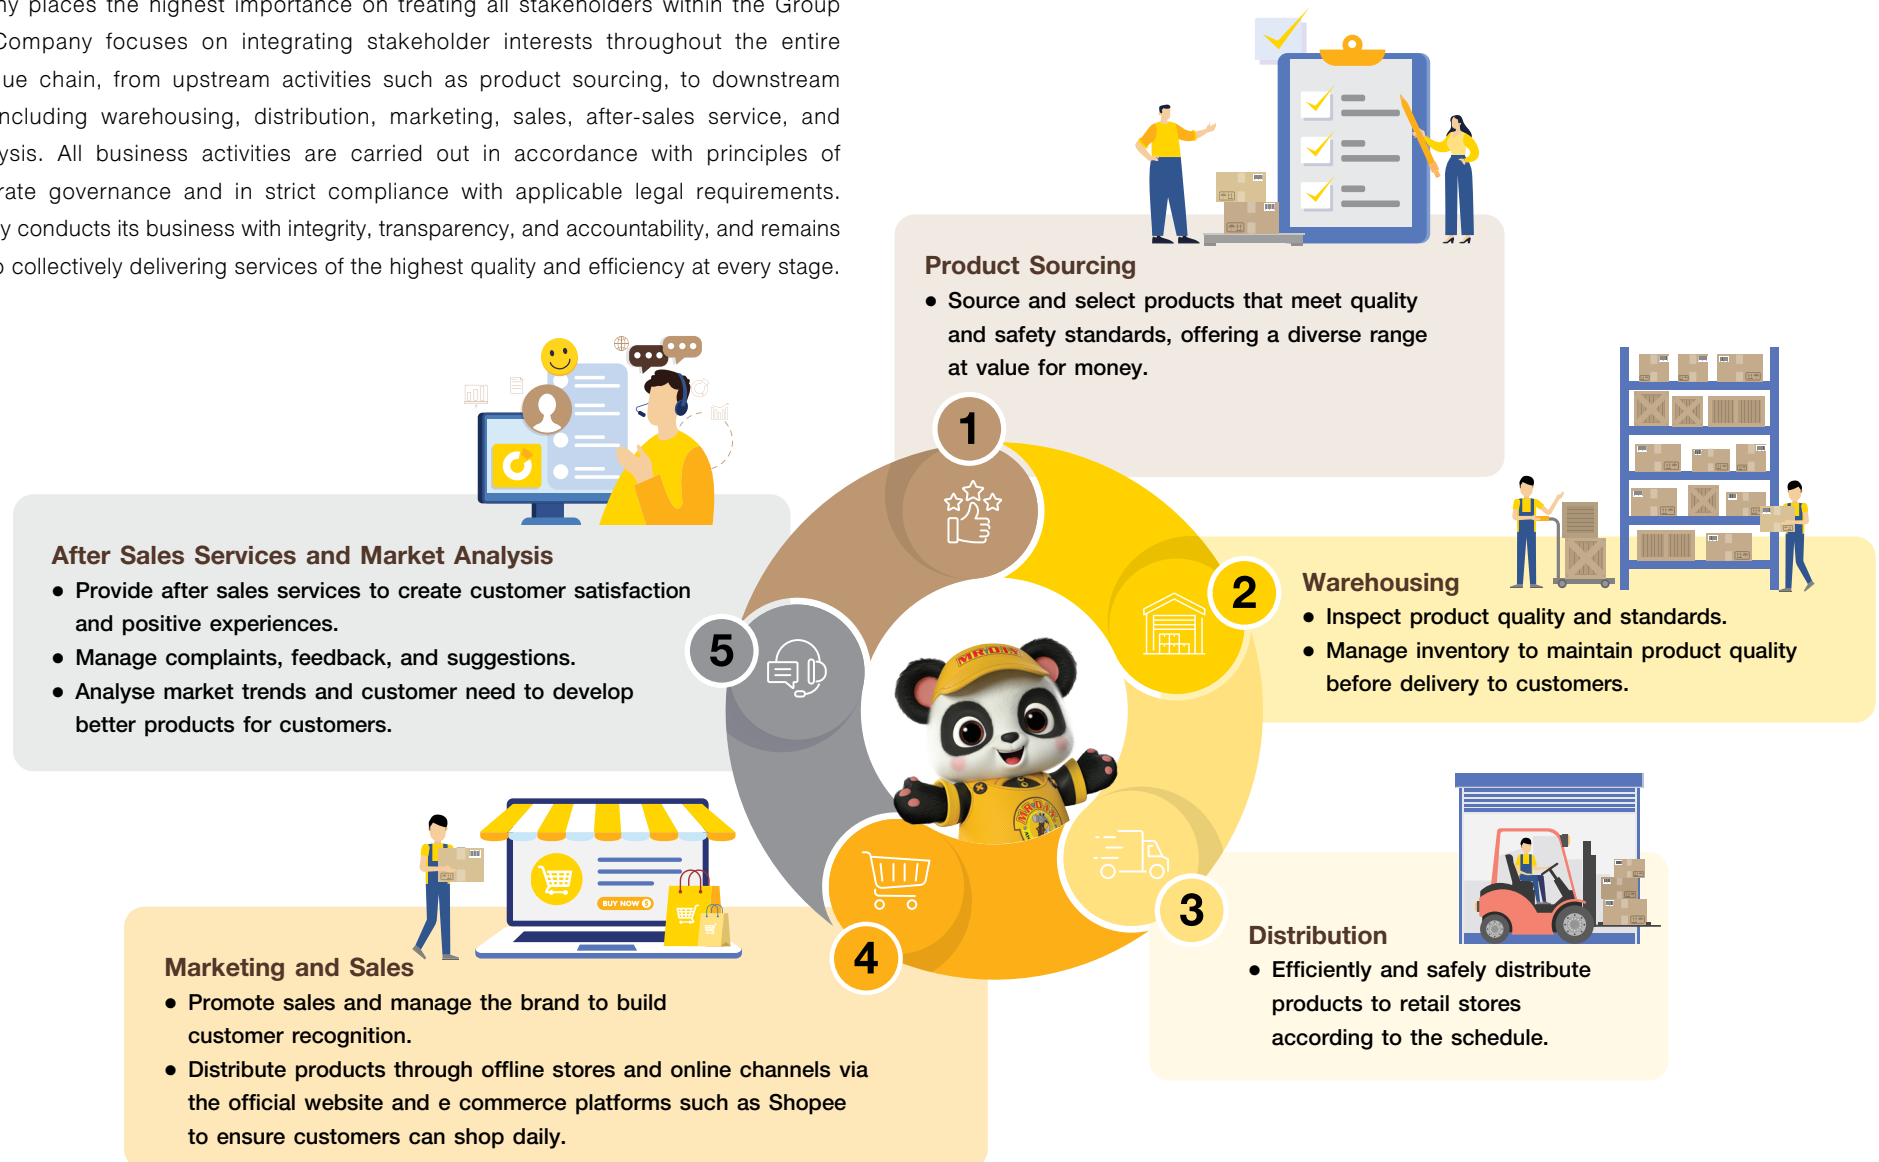 places the highest importance on treating all stakeholders within the Group
Company focuses on integrating stakeholder interests throughout the entire
chain, from upstream activities such as product sourcing, to downstream
including warehousing, distribution, marketing, sales, after-sales service, and
All business activities are carried out in accordance with principles of
governance and in strict compliance with applicable legal requirements.
conducts its business with integrity, transparency, and accountability, and remains
collectively delivering services of the highest quality and efficiency at every stage.
Product Sourcing
• Source and select products that meet quality
and safety standards, offering a diverse range
at value for money.
1
After Sales Services and Market Analysis
• Provide after sales services to create customer satisfaction
and positive experiences.
• Manage complaints, feedback, and suggestions.
• Analyse market trends and customer need to develop
better products for customers.
5
2
Warehousing
• Inspect product quality and standards.
• Manage inventory to maintain product quality
before delivery to customers.
MR.D.I.Y.
MR.D.I.Y.
BUY NOW
3
Distribution
• Efficiently and safely distribute
products to retail stores
according to the schedule.
4
Marketing and Sales
• Promote sales and manage the brand to build
customer recognition.
• Distribute products through offline stores and online channels via
the official website and e commerce platforms such as Shopee
to ensure customers can shop daily.